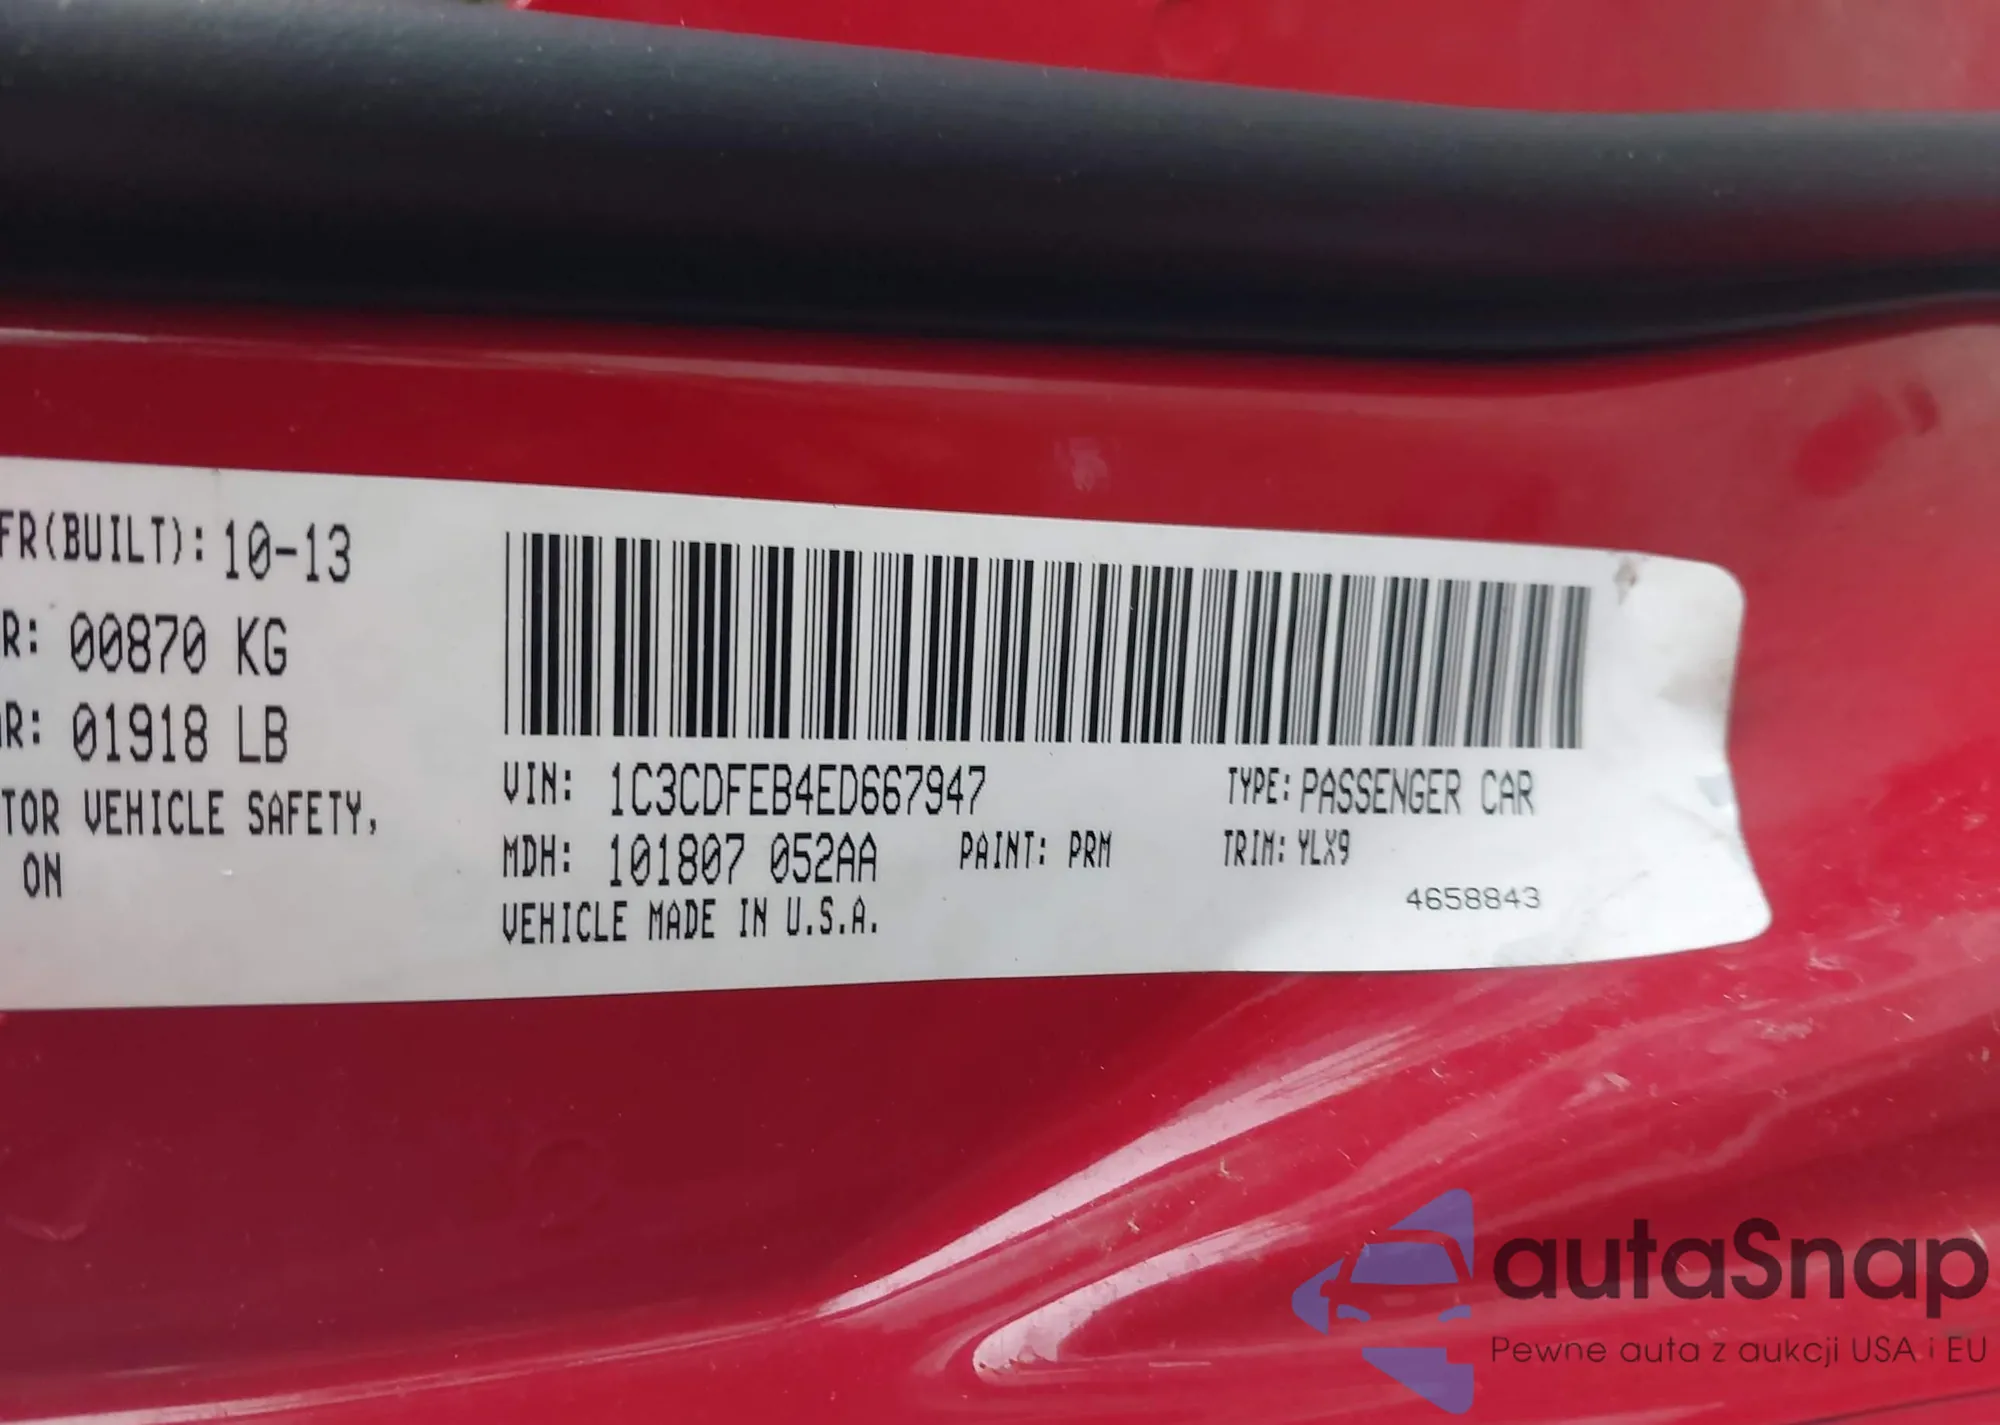 FR(BUILT): 10-13
R: 00870 KG
R: 01918 LB
TOR VEHICLE SAFETY,
ON
VIN: 1C3CDFEB4ED667947
TYPE: PASSENGER CAR
MDH: 101807 052AA
PAINT: PRM
TRIM: YLX9
VEHICLE MADE IN U.S.A.
4658843
autaSnap
Pewne auta z aukcji USA i EU